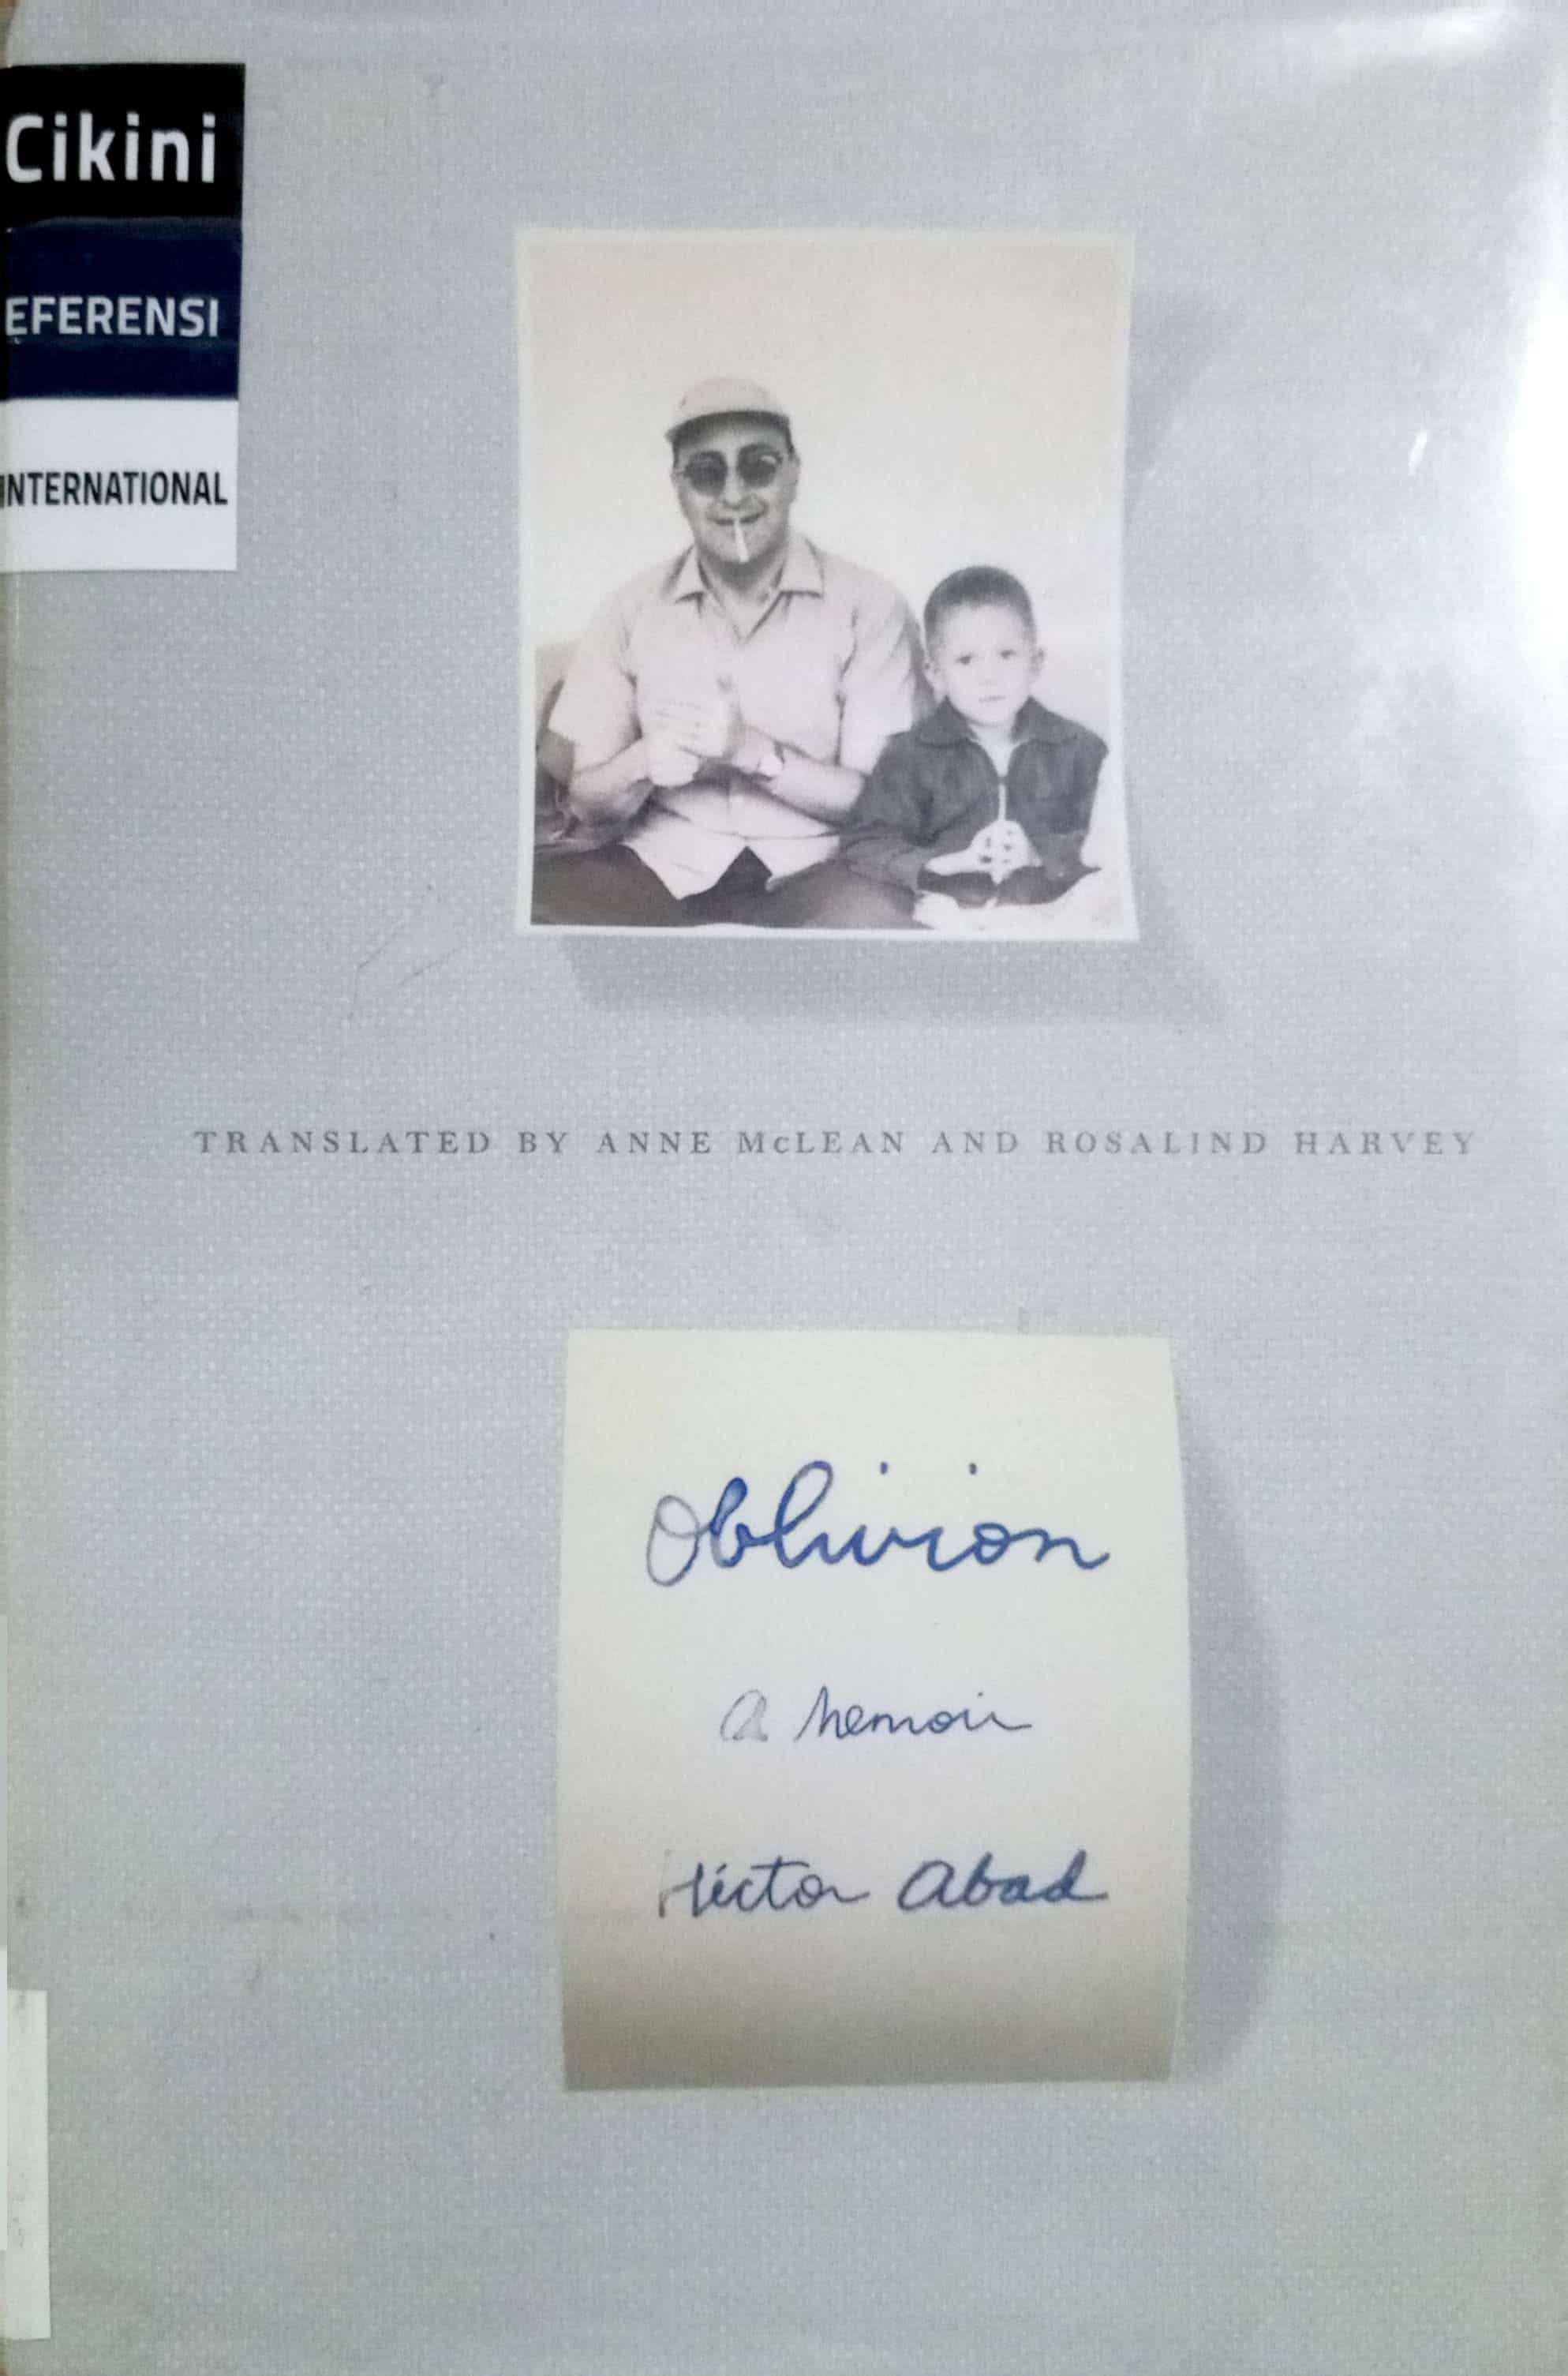 Cikini
EFERENSI
INTERNATIONAL
TRANSLATED BY ANNE McLEAN AND ROSALIND HARVEY
Oblivion
a memoir
Héctor Abad